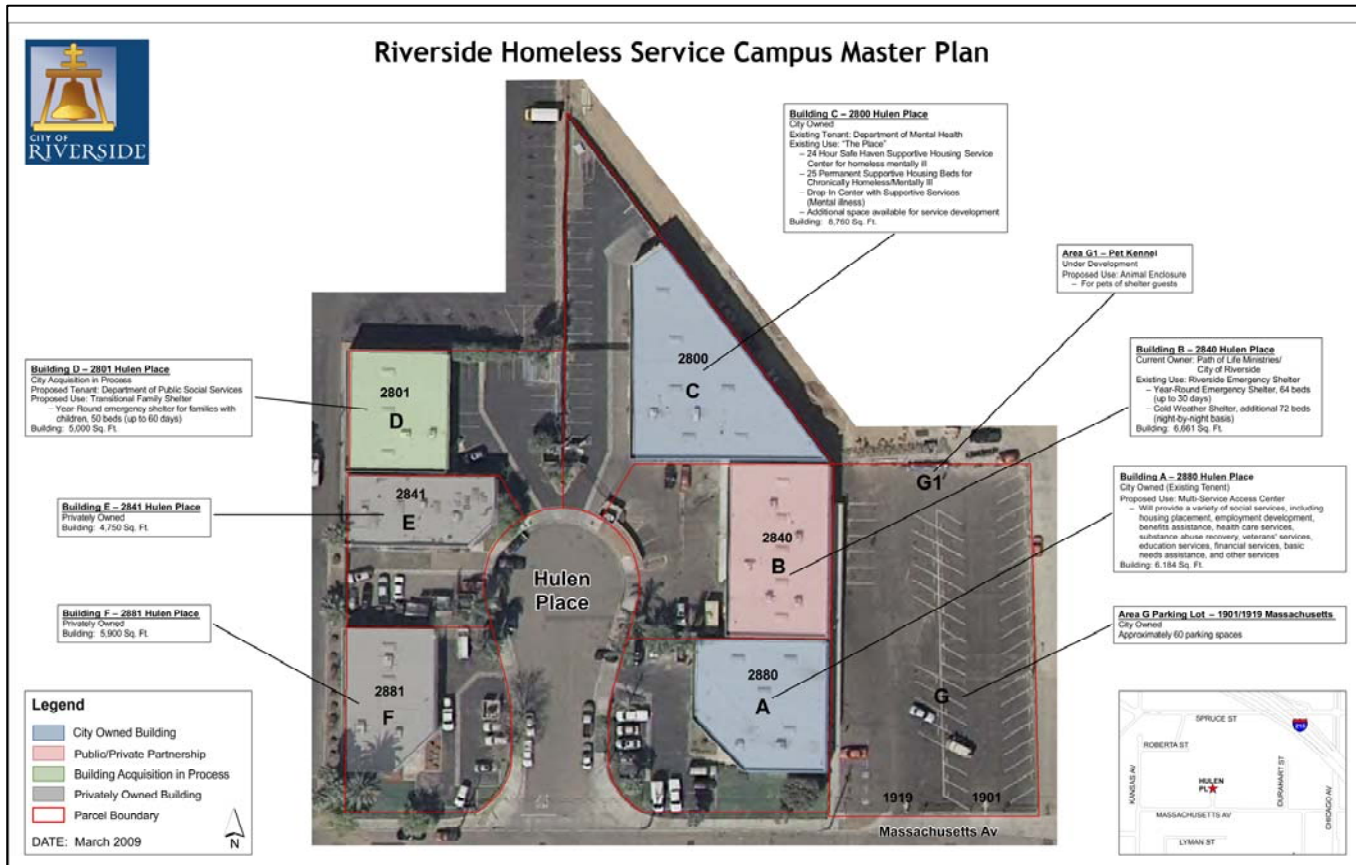 Riverside Homeless Service Campus Master Plan
CITY OF
RIVERSIDE
Building C – 2800 Hulen Place
City Owned
Existing Tenant: Department of Mental Health
Existing Use: "The Place"
– 24 Hour Safe Haven Supportive Housing Service
Center for homeless mentally ill
– 25 Permanent Supportive Housing Beds for
Chronically Homeless/Mentally Ill
– Drop In Center with Supportive Services
(Mental illness)
– Additional space available for service development
Building: 6,760 Sq. Ft.
Area G1 – Pet Kennel
Under Development
Proposed Use: Animal Enclosure
– For pets of shelter guests
Building B – 2840 Hulen Place
Current Owner: Path of Life Ministries/
City of Riverside
Existing Use: Riverside Emergency Shelter
– Year-Round Emergency Shelter, 64 beds
(up to 30 days)
– Cold Weather Shelter, additional 72 beds
(night-by-night basis)
Building: 6,661 Sq. Ft.
Building A – 2880 Hulen Place
City Owned (Existing Tenant)
Proposed Use: Multi-Service Access Center
– Will provide a variety of social services, including
housing placement, employment development,
benefits assistance, health care services,
substance abuse recovery, veterans' services,
education services, financial services, basic
needs assistance, and other services
Building: 6.184 Sq. Ft.
Area G Parking Lot – 1901/1919 Massachusetts
City Owned
Approximately 60 parking spaces
Building D – 2801 Hulen Place
City Acquisition in Process
Proposed Tenant: Department of Public Social Services
Proposed Use: Transitional Family Shelter
– Year Round emergency shelter for families with
children, 50 beds (up to 60 days)
Building: 5,000 Sq. Ft.
Building E – 2841 Hulen Place
Privately Owned
Building: 4,750 Sq. Ft.
Building F – 2881 Hulen Place
Privately Owned
Building: 5,900 Sq. Ft.
2800
C
2801
D
2841
E
G1
2840
B
Hulen
Place
2881
F
2880
A
G
1919
1901
Massachusetts Av
Legend
City Owned Building
Public/Private Partnership
Building Acquisition in Process
Privately Owned Building
Parcel Boundary
DATE: March 2009
N
SPRUCE ST
215
ROBERTA ST
KANSAS AV
HULEN
PL
DURAHART ST
CHICAGO AV
MASSACHUSETTS AV
LYMAN ST